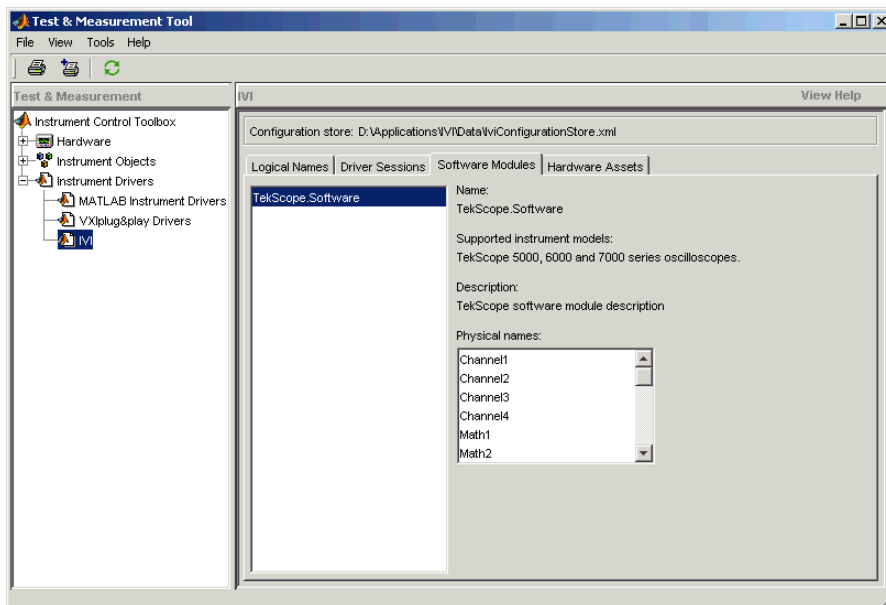 Test & Measurement Tool
File View Tools Help
Test & Measurement
IVI View Help
Instrument Control Toolbox
Hardware
Instrument Objects
Instrument Drivers
MATLAB Instrument Drivers
VXIplug&play Drivers
IVI
Configuration store: D:\Applications\IVI\Data\IviConfigurationStore.xml
Logical Names Driver Sessions Software Modules Hardware Assets
TekScope.Software
Name:
TekScope.Software
Supported instrument models:
TekScope 5000, 6000 and 7000 series oscilloscopes.
Description:
TekScope software module description
Physical names:
Channel1
Channel2
Channel3
Channel4
Math1
Math2